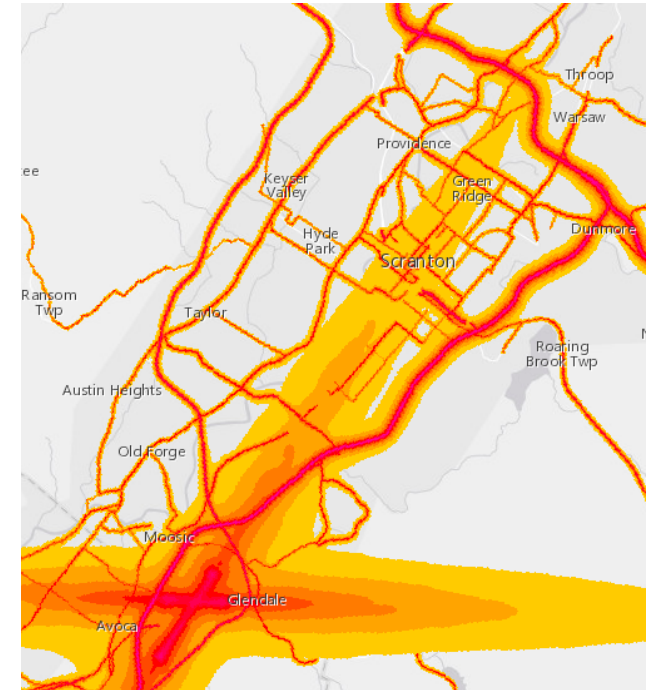 Throop
Warsaw
Providence
ee
Keyser
Valley
Green
Ridge
Hyde
Park
Dunmore
Scranton
Ransom
Twp
Taylor
N
Roaring
Brook Twp
Austin Heights
Old Forge
Moosic
Glendale
Avoca